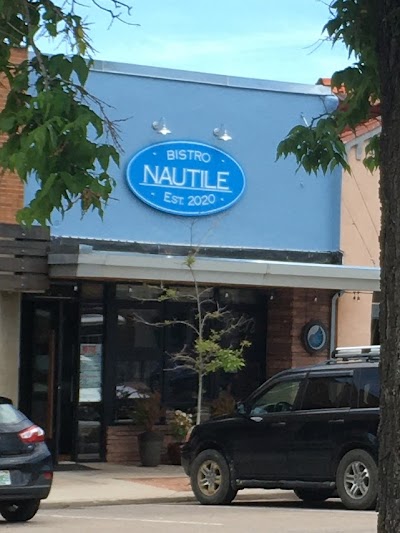 BISTRO
NAUTILE
· EST. 2020 ·